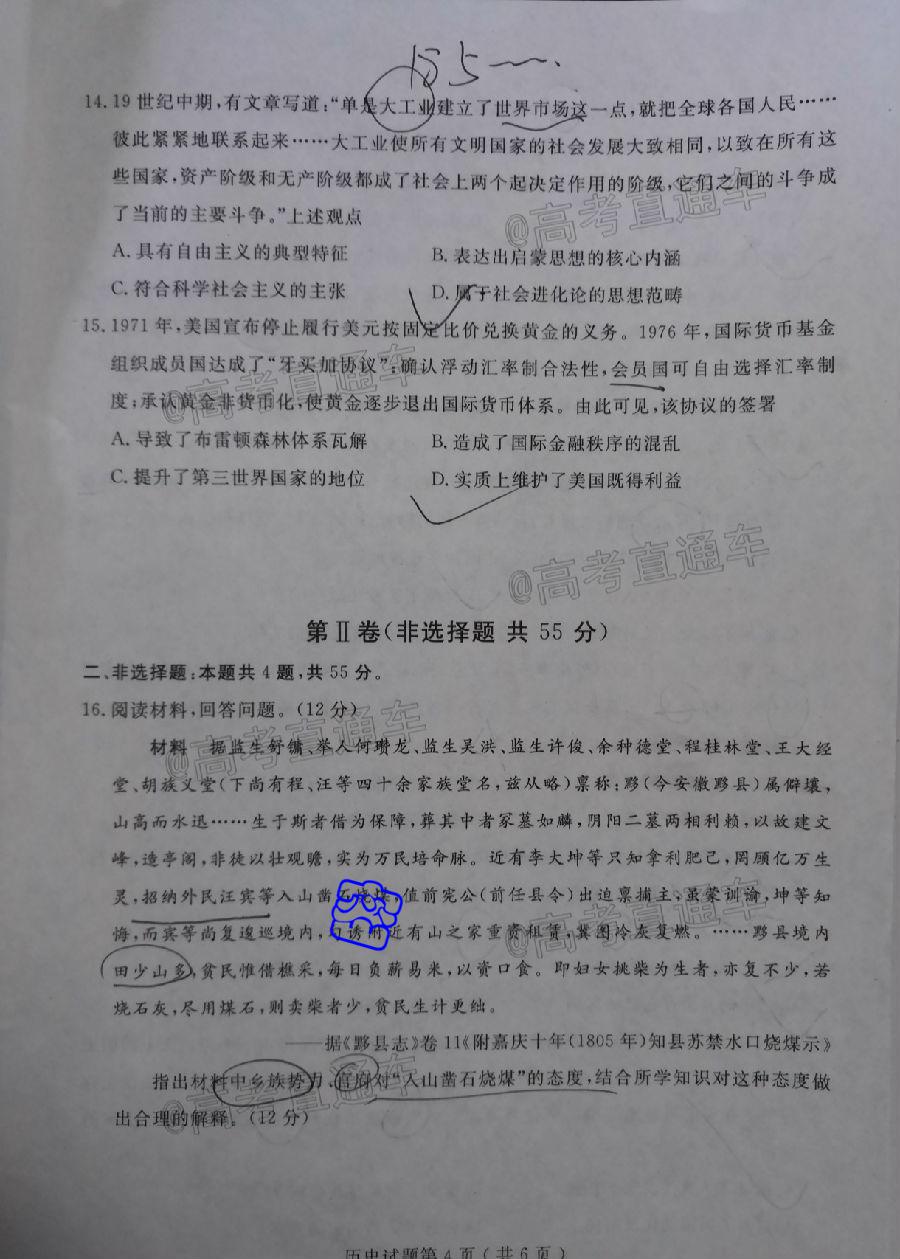 135
14.19世纪中期,有文章写道:“单是大工业建立了世界市场这一点,就把全球各国人民……
彼此紧紧地联系起来……大工业使所有文明国家的社会发展大致相同,以致在所有这
些国家,资产阶级和无产阶级都成了社会上两个起决定作用的阶级,它们之间的斗争成
了当前的主要斗争。”上述观点
@高考直通车
A.具有自由主义的典型特征 B.表达出启蒙思想的核心内涵
C.符合科学社会主义的主张 D.属于社会进化论的思想范畴
15.1971年,美国宣布停止履行美元按固定比价兑换黄金的义务。1976年,国际货币基金
组织成员国达成了“牙买加协议”:确认浮动汇率制合法性,会员国可自由选择汇率制
@高考直通车
度;承认黄金非货币化,使黄金逐步退出国际货币体系。由此可见,该协议的签署
A.导致了布雷顿森林体系瓦解 B.造成了国际金融秩序的混乱
C.提升了第三世界国家的地位 D.实质上维护了美国既得利益
@高考直通车
第Ⅱ卷(非选择题 共55分)
二、非选择题:本题共4题,共55分。
16.阅读材料,回答问题。(12分)
@高考直通车
材料 据监生舒镛、举人何瓒龙、监生吴洪、监生许俊、余种德堂、程桂林堂、王大经
堂、胡族义堂(下尚有程、汪等四十余家族堂名,兹从略)禀称:黟(今安徽黟县)属僻壤,
山高而水迅……生于斯者借为保障,葬其中者冢墓如鳞,阴阳二墓两相利赖,以故建文
峰,造亭阁,非徒以壮观瞻,实为万民培命脉。近有李大坤等只知拿利肥己,罔顾亿万生
灵,招纳外民汪宾等入山凿石烧煤,值前宪公(前任县令)出迫禀捕主,虽蒙训谕,坤等知
@高考直通车
悔,而宾等尚复逡巡境内,诱附近有山之家重资租赁,冀图冷灰复燃。……黟县境内
田少山多,贫民惟借樵采,每日负薪易米,以资口食。即妇女挑柴为生者,亦复不少,若
烧石灰,尽用煤石,则卖柴者少,贫民生计更绌。
——据《黟县志》卷11《附嘉庆十年(1805年)知县苏禁水口烧煤示》
@高考直通车
指出材料中乡族势力、官府对“入山凿石烧煤”的态度,结合所学知识对这种态度做
出合理的解释。(12分)
历史试题第4页(共6页)